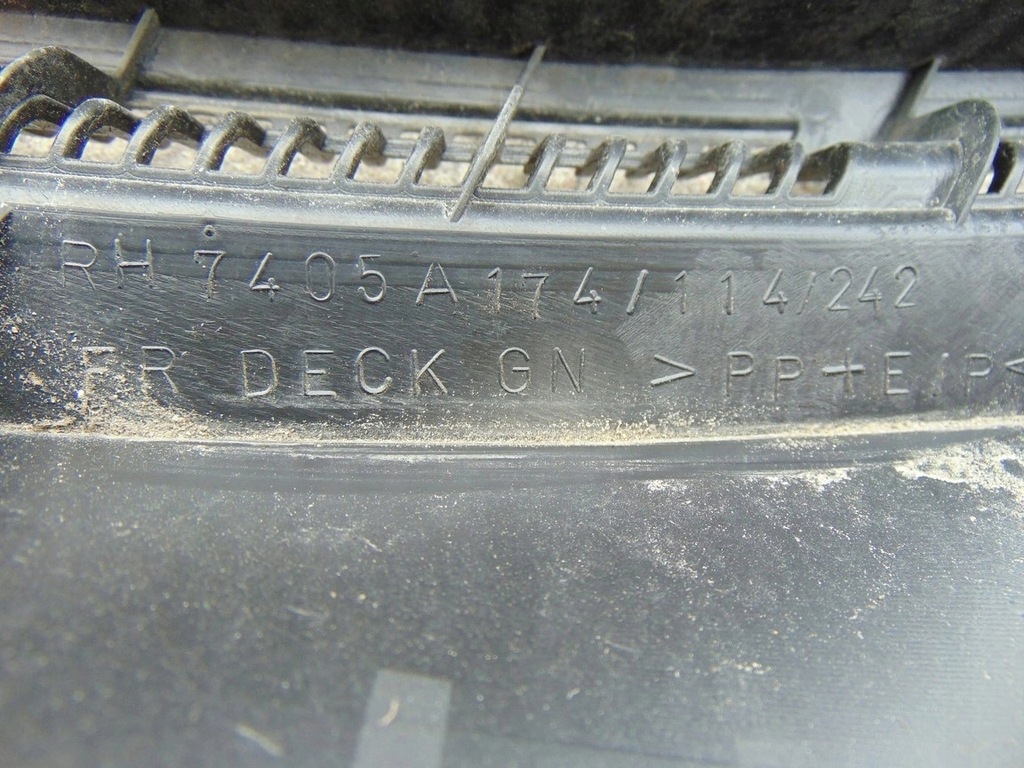 RH 7405A174/114/242
FR DECK GN >PP+E/P<